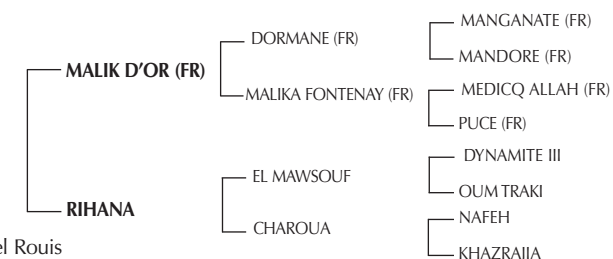 MANGANATE (FR)
DORMANE (FR)
MANDORE (FR)
MALIK D'OR (FR)
MEDICQ ALLAH (FR)
MALIKA FONTENAY (FR)
PUCE (FR)
DYNAMITE III
EL MAWSOUF
OUM TRAKI
RIHANA
NAFEH
CHAROUA
el Rouis
KHAZRAIIA